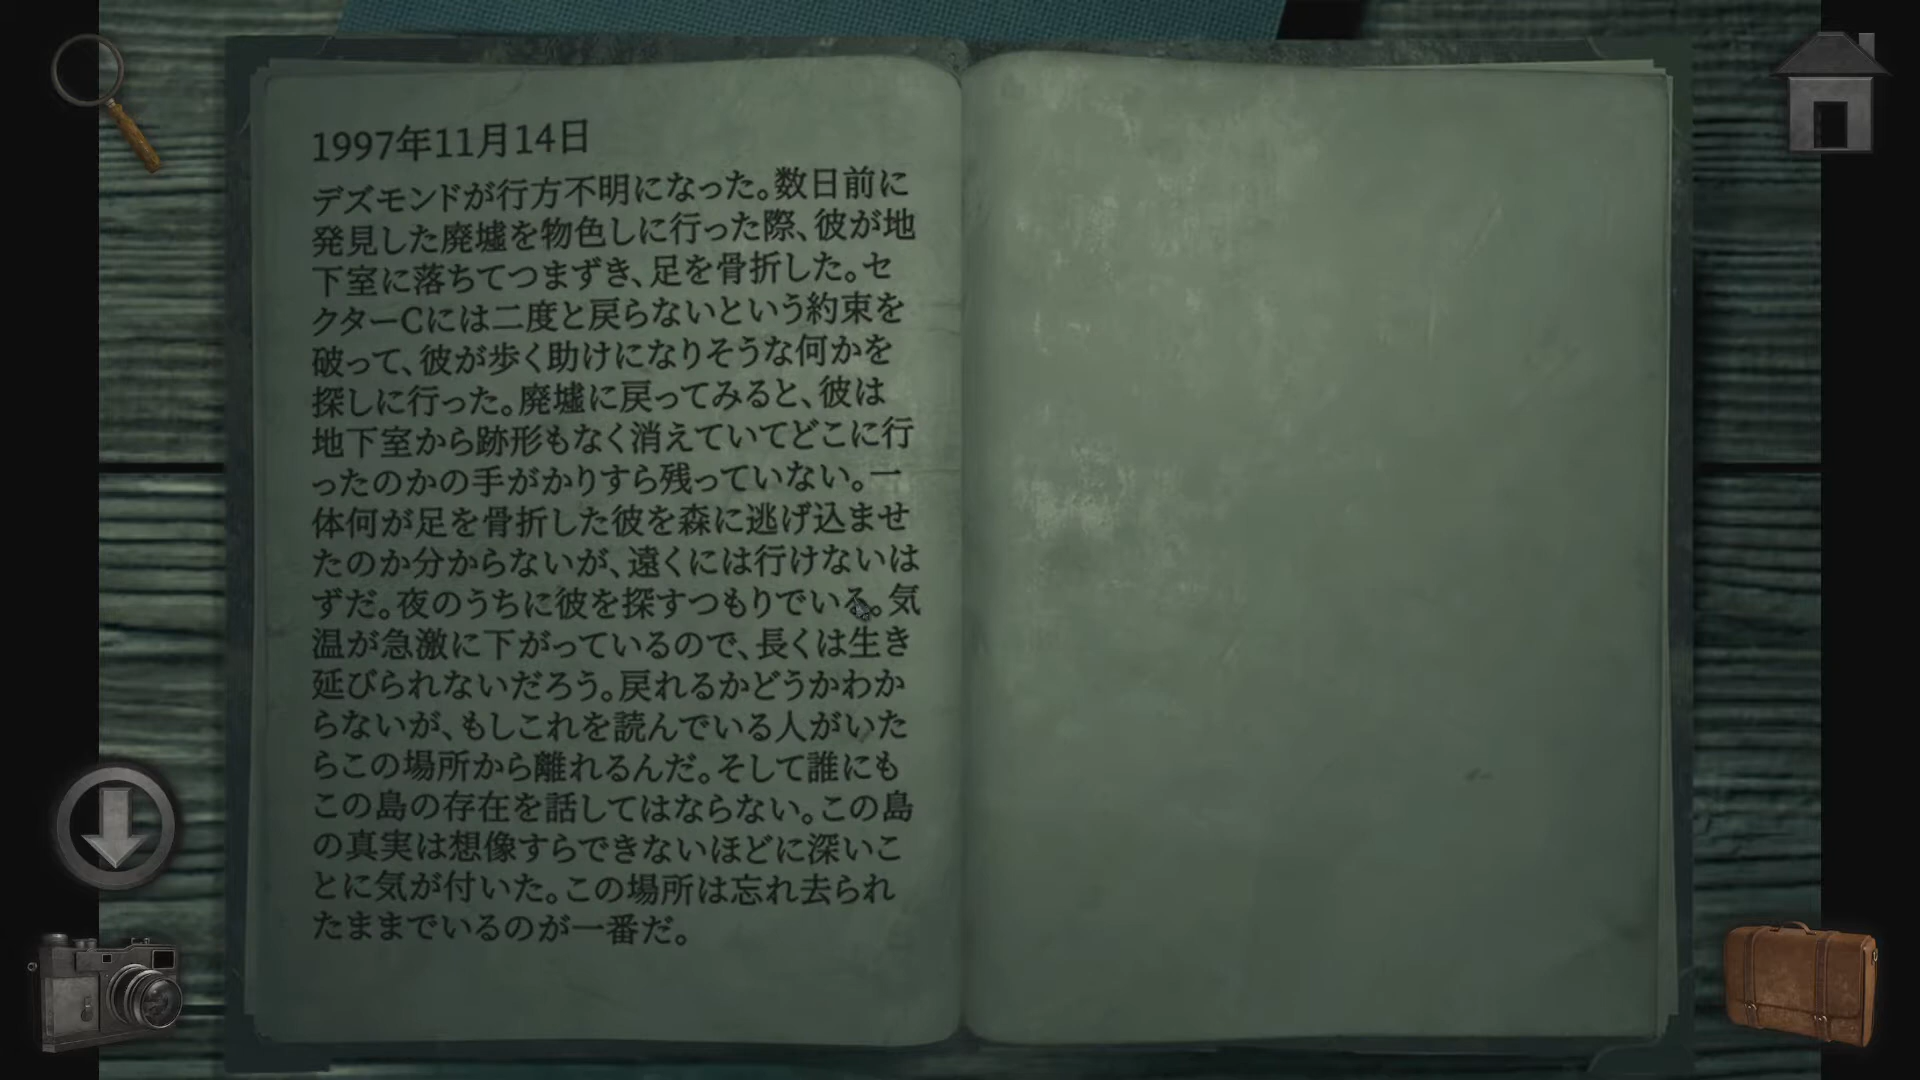 1997年11月14日
デズモンドが行方不明になった。数日前に
発見した廃墟を物色しに行った際、彼が地
下室に落ちてつまずき、足を骨折した。セ
クターCには二度と戻らないという約束を
破って、彼が歩く助けになりそうな何かを
探しに行った。廃墟に戻ってみると、彼は
地下室から跡形もなく消えていてどこに行
ったのかの手がかりすら残っていない。一
体何が足を骨折した彼を森に逃げ込ませ
たのか分からないが、遠くには行けないは
ずだ。夜のうちに彼を探すつもりでいる。気
温が急激に下がっているので、長くは生き
延びられないだろう。戻れるかどうかわか
らないが、もしこれを読んでいる人がいた
らこの場所から離れるんだ。そして誰にも
この島の存在を話してはならない。この島
の真実は想像すらできないほどに深いこ
とに気が付いた。この場所は忘れ去られ
たままでいるのが一番だ。